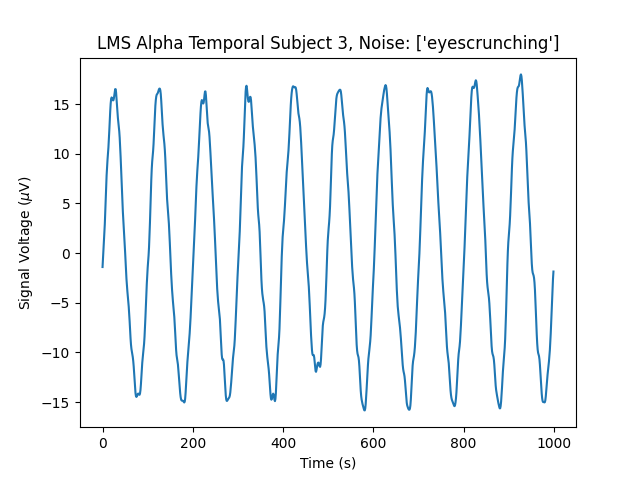 LMS Alpha Temporal Subject 3, Noise: ['eyescrunching']
Signal Voltage (μV)
15
10
5
0
−5
−10
−15
0 200 400 600 800 1000
Time (s)